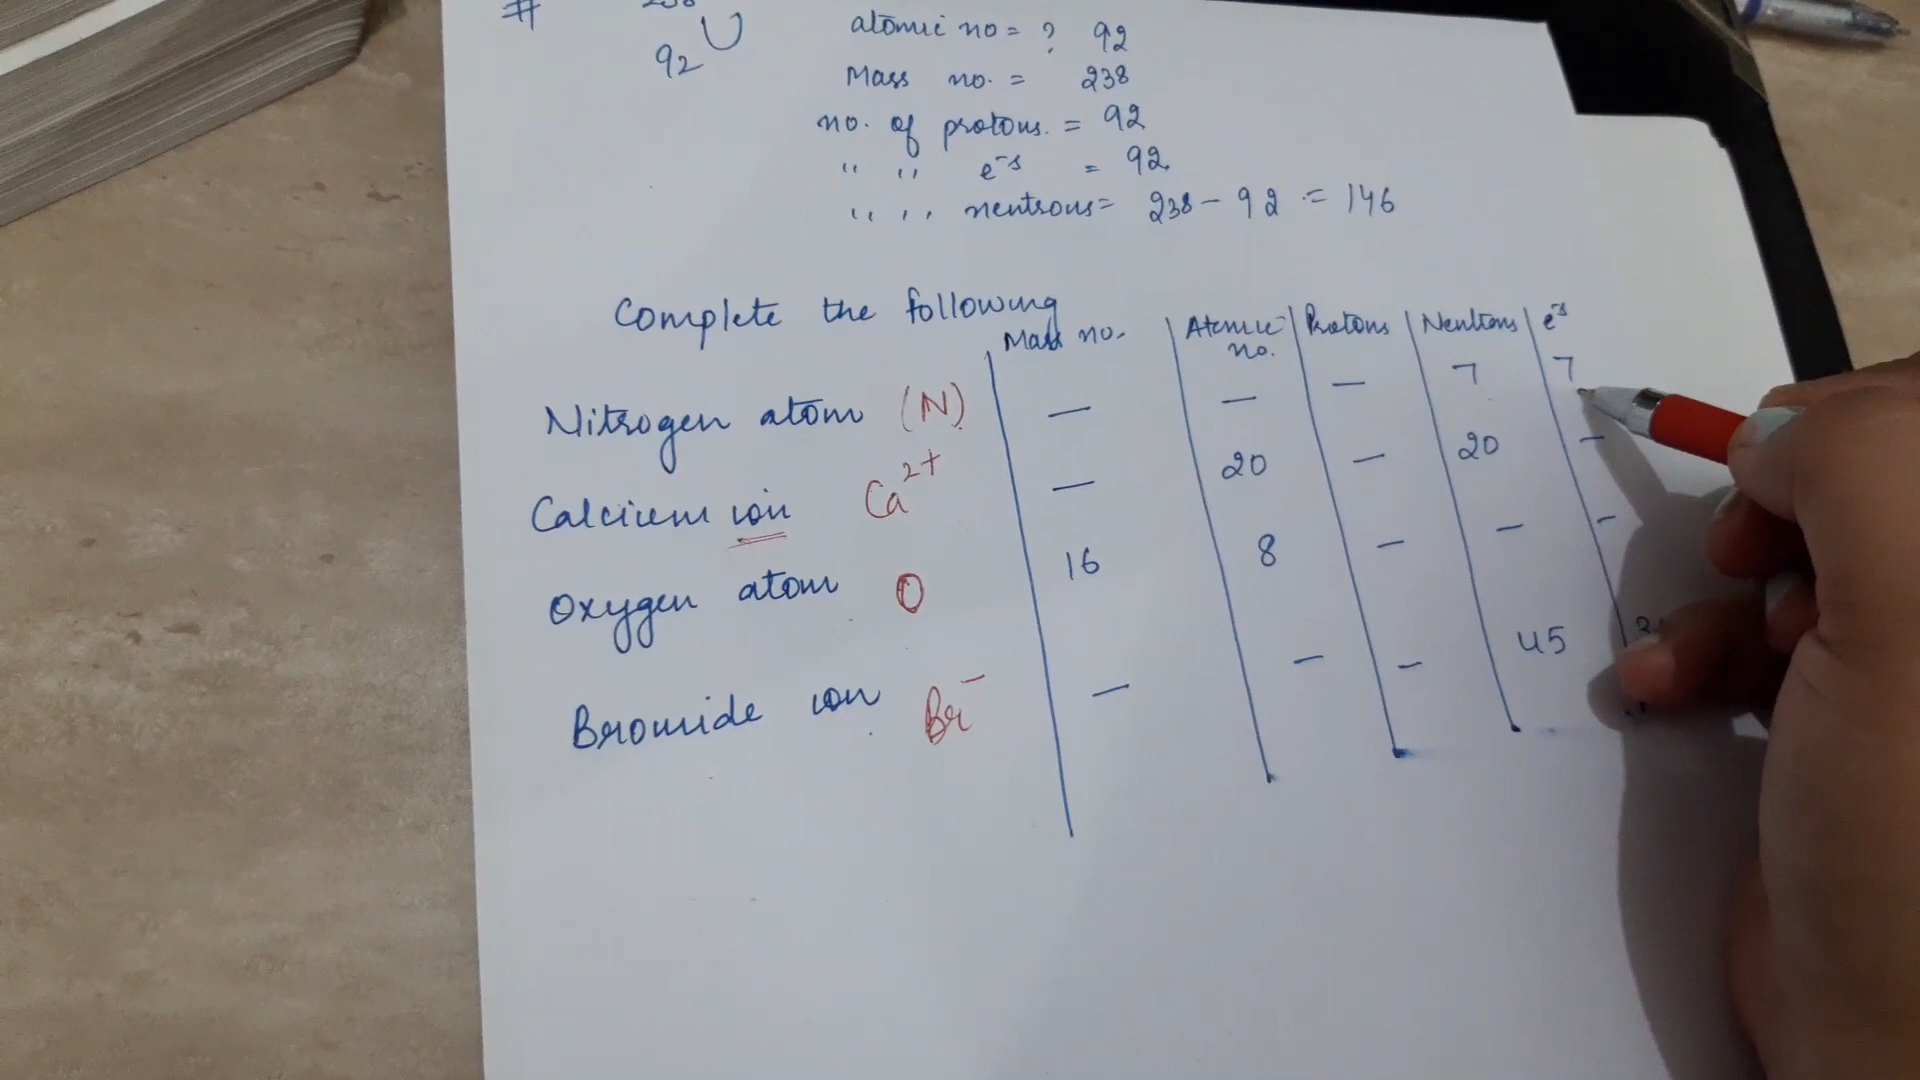 #
92 U
atomic no = ? 92
Mass no. = 238
no. of protons. = 92
" " e⁻ˢ = 92
" " neutrons = 238 - 92 = 146
Complete the following
Mass no. Atomic no. Protons Neutrons e⁻ˢ
Nitrogen atom (N) — — — 7 7
Calcium ion Ca²⁺ — 20 — 20 —
Oxygen atom O 16 8 — — —
Bromide ion Br⁻ — — — 45